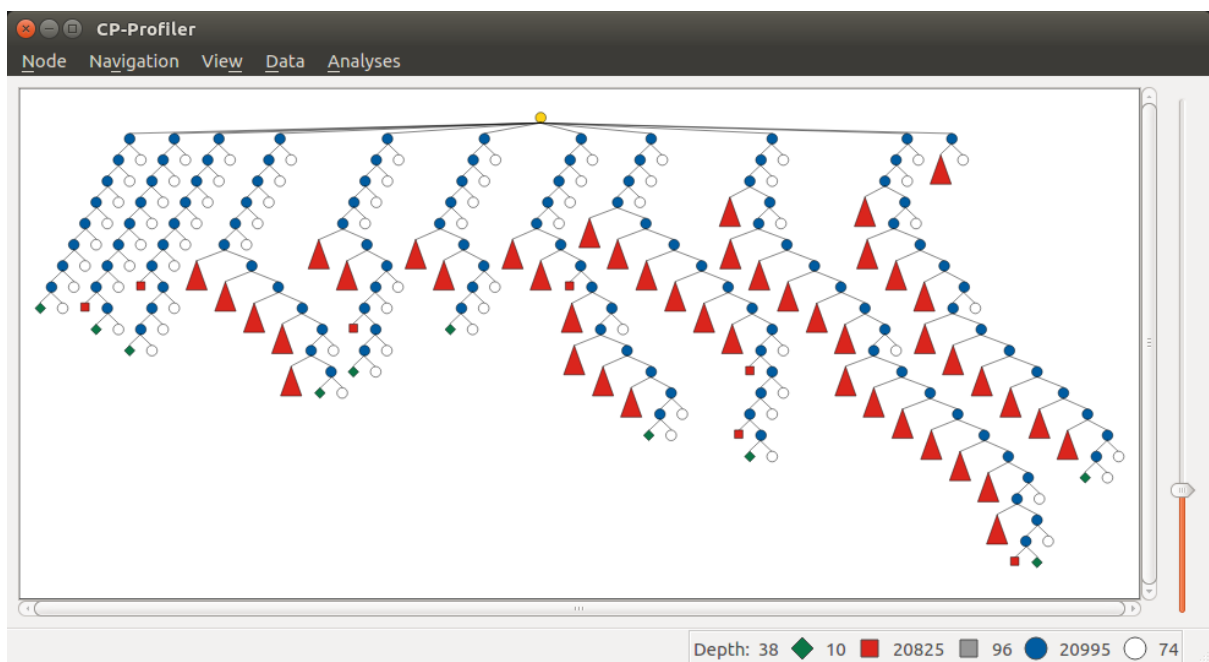 CP-Profiler
Node Navigation View Data Analyses
Depth: 38 10 20825 96 20995 74